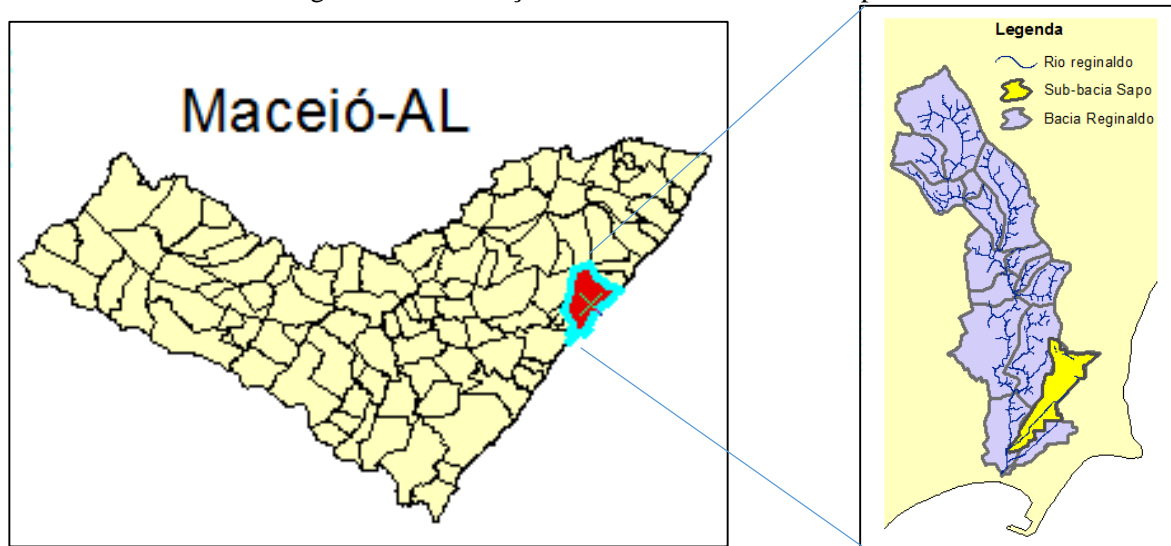 Maceió-AL
Legenda
Rio reginaldo
Sub-bacia Sapo
Bacia Reginaldo